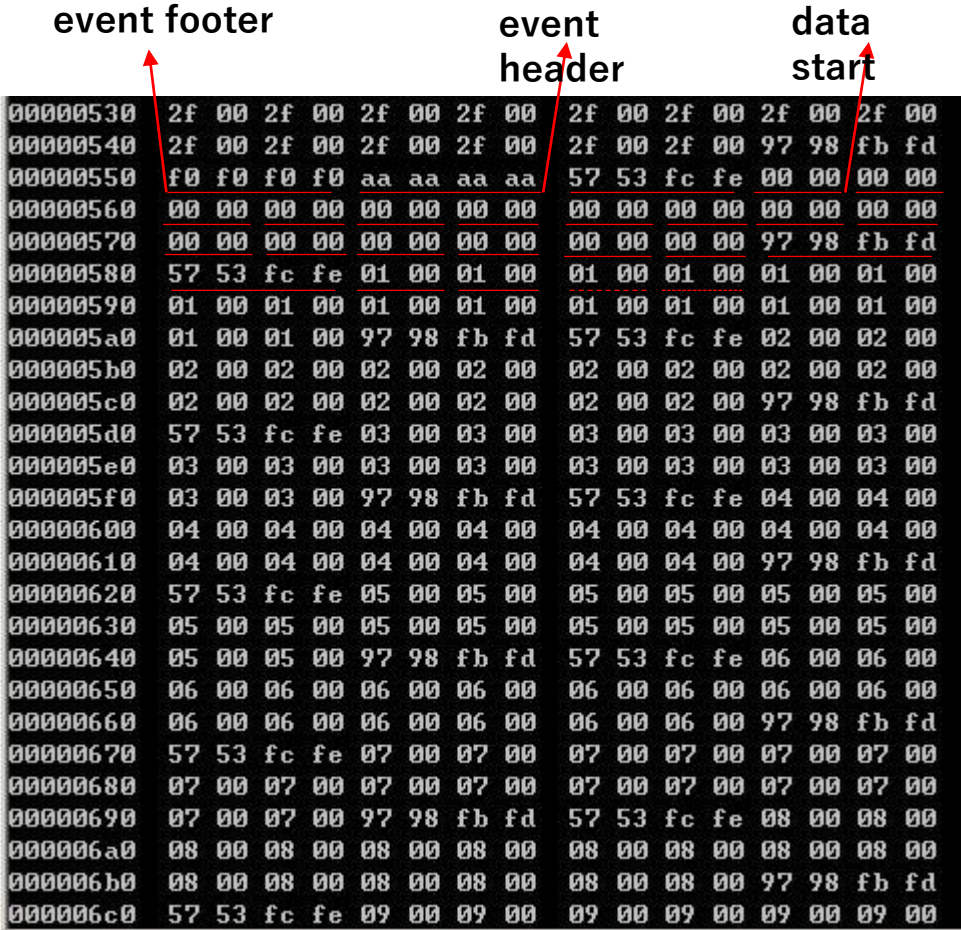 event footer
event
header
data
start
00000530 2f 00 2f 00 2f 00 2f 00 2f 00 2f 00 2f 00 2f 00
00000540 2f 00 2f 00 2f 00 2f 00 2f 00 2f 00 97 98 fb fd
00000550 f0 f0 f0 f0 aa aa aa aa 57 53 fc fe 00 00 00 00
00000560 00 00 00 00 00 00 00 00 00 00 00 00 00 00 00 00
00000570 00 00 00 00 00 00 00 00 00 00 00 00 97 98 fb fd
00000580 57 53 fc fe 01 00 01 00 01 00 01 00 01 00 01 00
00000590 01 00 01 00 01 00 01 00 01 00 01 00 01 00 01 00
000005a0 01 00 01 00 97 98 fb fd 57 53 fc fe 02 00 02 00
000005b0 02 00 02 00 02 00 02 00 02 00 02 00 02 00 02 00
000005c0 02 00 02 00 02 00 02 00 02 00 02 00 97 98 fb fd
000005d0 57 53 fc fe 03 00 03 00 03 00 03 00 03 00 03 00
000005e0 03 00 03 00 03 00 03 00 03 00 03 00 03 00 03 00
000005f0 03 00 03 00 97 98 fb fd 57 53 fc fe 04 00 04 00
00000600 04 00 04 00 04 00 04 00 04 00 04 00 04 00 04 00
00000610 04 00 04 00 04 00 04 00 04 00 04 00 97 98 fb fd
00000620 57 53 fc fe 05 00 05 00 05 00 05 00 05 00 05 00
00000630 05 00 05 00 05 00 05 00 05 00 05 00 05 00 05 00
00000640 05 00 05 00 97 98 fb fd 57 53 fc fe 06 00 06 00
00000650 06 00 06 00 06 00 06 00 06 00 06 00 06 00 06 00
00000660 06 00 06 00 06 00 06 00 06 00 06 00 97 98 fb fd
00000670 57 53 fc fe 07 00 07 00 07 00 07 00 07 00 07 00
00000680 07 00 07 00 07 00 07 00 07 00 07 00 07 00 07 00
00000690 07 00 07 00 97 98 fb fd 57 53 fc fe 08 00 08 00
000006a0 08 00 08 00 08 00 08 00 08 00 08 00 08 00 08 00
000006b0 08 00 08 00 08 00 08 00 08 00 08 00 97 98 fb fd
000006c0 57 53 fc fe 09 00 09 00 09 00 09 00 09 00 09 00